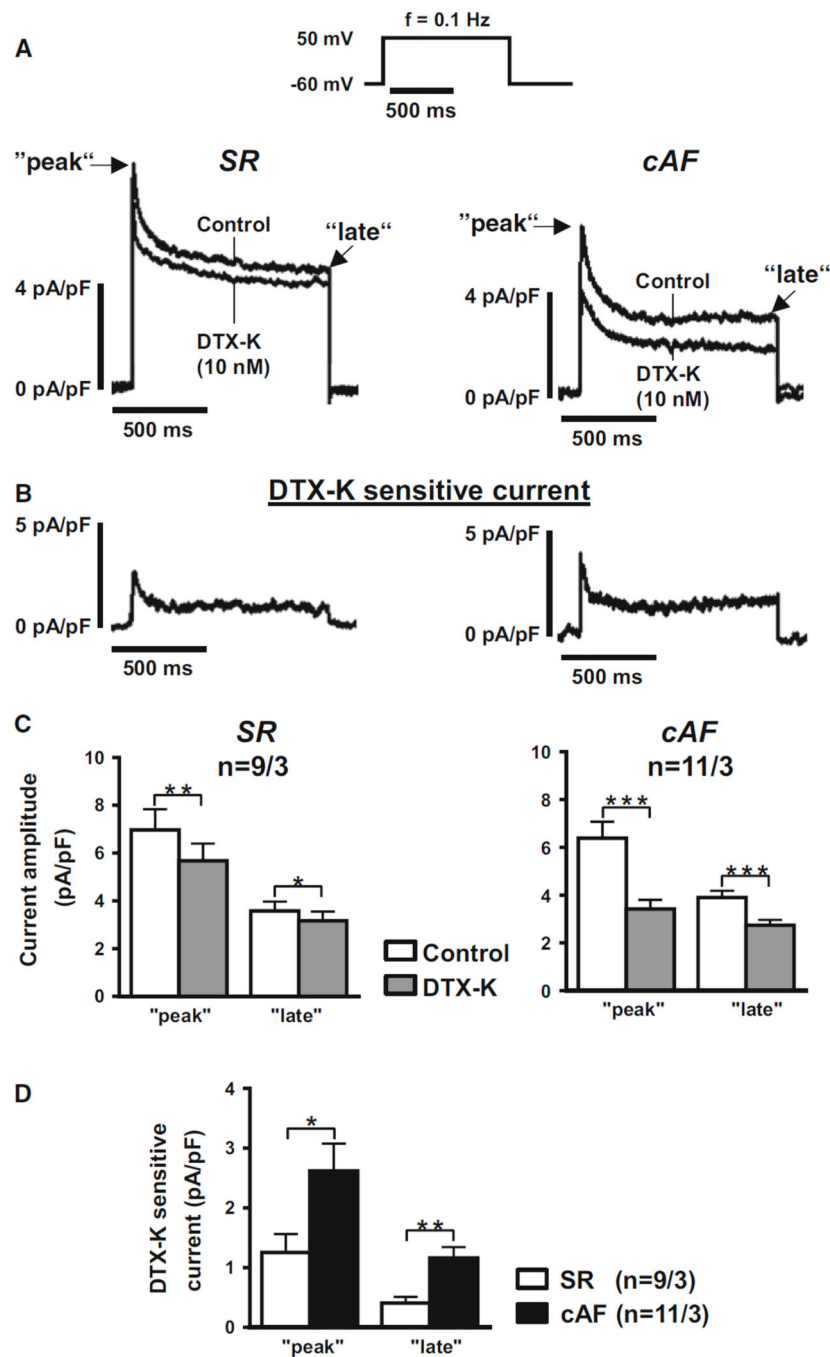 A
f = 0.1 Hz
50 mV
-60 mV
500 ms
SR
"peak"
Control
"late"
4 pA/pF
DTX-K
(10 nM)
0 pA/pF
500 ms
cAF
"peak"
Control
"late"
4 pA/pF
DTX-K
(10 nM)
0 pA/pF
500 ms
B
DTX-K sensitive current
5 pA/pF
0 pA/pF
500 ms
5 pA/pF
0 pA/pF
500 ms
C
SR
n=9/3
Current amplitude
(pA/pF)
10
8
6
4
2
0
**
*
"peak"
"late"
Control
DTX-K
cAF
n=11/3
10
8
6
4
2
0
***
***
"peak"
"late"
D
DTX-K sensitive
current (pA/pF)
4
3
2
1
0
*
**
"peak"
"late"
SR (n=9/3)
cAF (n=11/3)